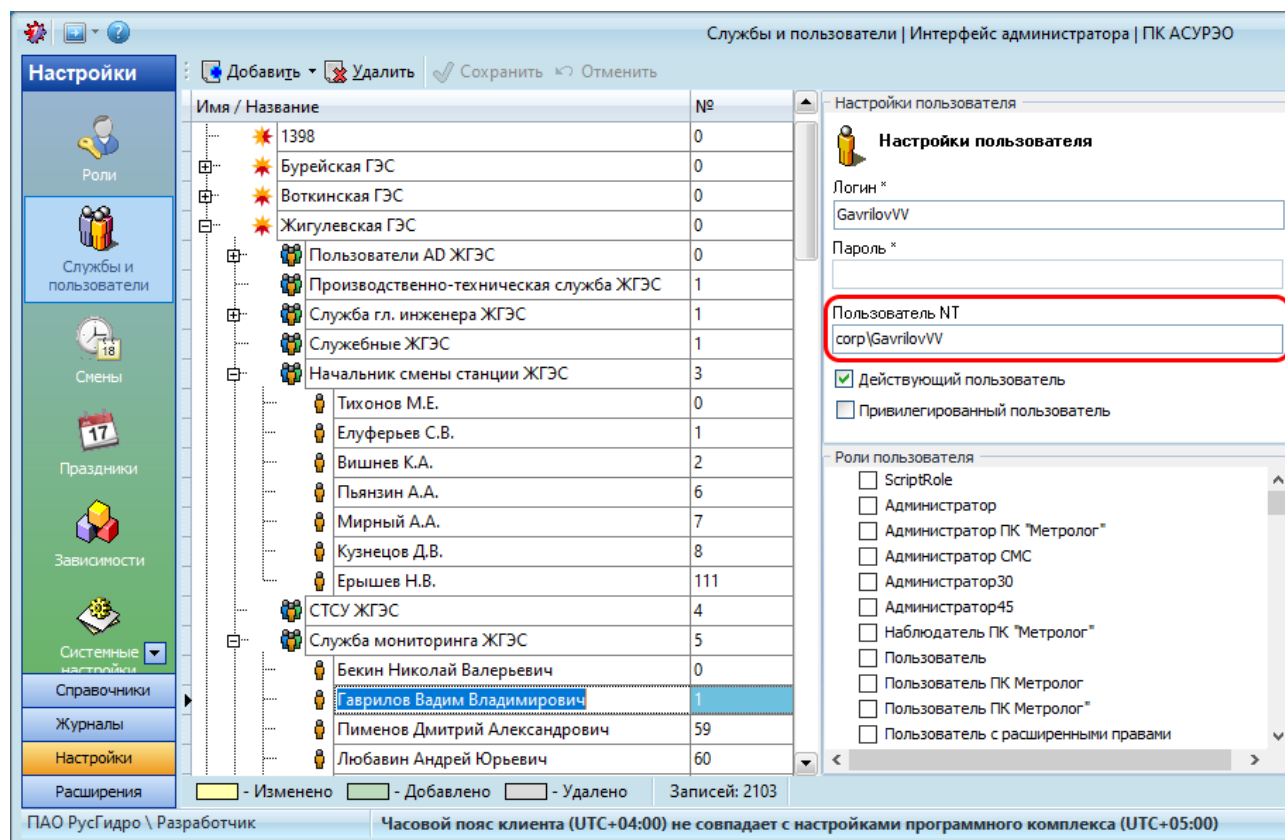 Службы и пользователи | Интерфейс администратора | ПК АСУРЭО
Настройки
Добавить Удалить Сохранить Отменить
Роли
Службы и
пользователи
Смены
18
17
Праздники
Зависимости
Системные
настройки
Справочники
Журналы
Настройки
Расширения
Имя / Название №
1398 0
Бурейская ГЭС 0
Воткинская ГЭС 0
Жигулевская ГЭС 0
Пользователи AD ЖГЭС 0
Производственно-техническая служба ЖГЭС 1
Служба гл. инженера ЖГЭС 1
Служебные ЖГЭС 1
Начальник смены станции ЖГЭС 3
Тихонов М.Е. 0
Елуферьев С.В. 1
Вишнев К.А. 2
Пьянзин А.А. 6
Мирный А.А. 7
Кузнецов Д.В. 8
Ерышев Н.В. 111
СТСУ ЖГЭС 4
Служба мониторинга ЖГЭС 5
Бекин Николай Валерьевич 0
Гаврилов Вадим Владимирович 1
Пименов Дмитрий Александрович 59
Любавин Андрей Юрьевич 60
- Изменено - Добавлено - Удалено Записей: 2103
Настройки пользователя
Настройки пользователя
Логин *
GavrilovVV
Пароль *
Пользователь NT
corp\GavrilovVV
Действующий пользователь
Привилегированный пользователь
Роли пользователя
ScriptRole
Администратор
Администратор ПК "Метролог"
Администратор СМС
Администратор30
Администратор45
Наблюдатель ПК "Метролог"
Пользователь
Пользователь ПК Метролог
Пользователь ПК Метролог"
Пользователь с расширенными правами
ПАО РусГидро \ Разработчик Часовой пояс клиента (UTC+04:00) не совпадает с настройками программного комплекса (UTC+05:00)